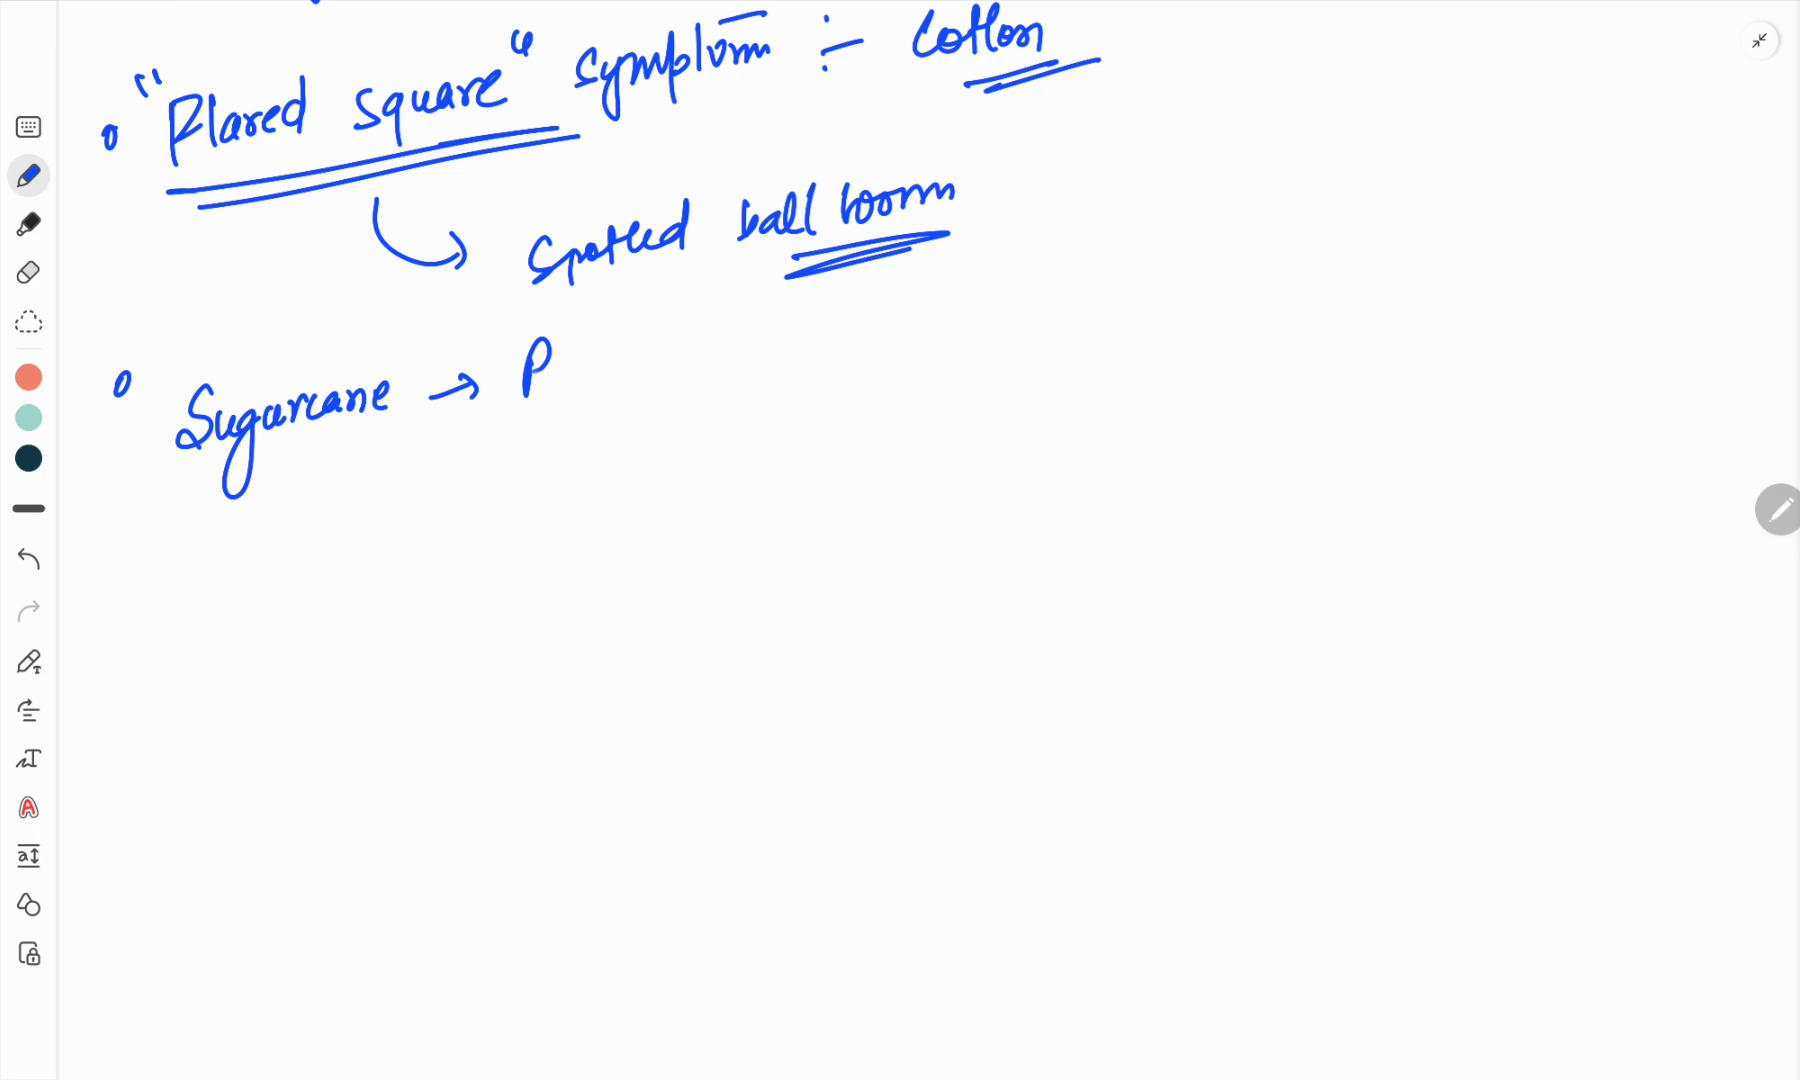 "Flared square" symptom ÷ Cotton
Spotted ball worm
Sugarcane → P